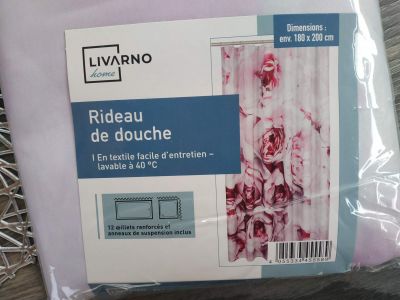 LIVARNO
home
Dimensions :
env. 180 x 200 cm
Rideau
de douche
I En textile facile d'entretien –
lavable à 40 °C
12 œillets renforcés et
anneaux de suspension inclus